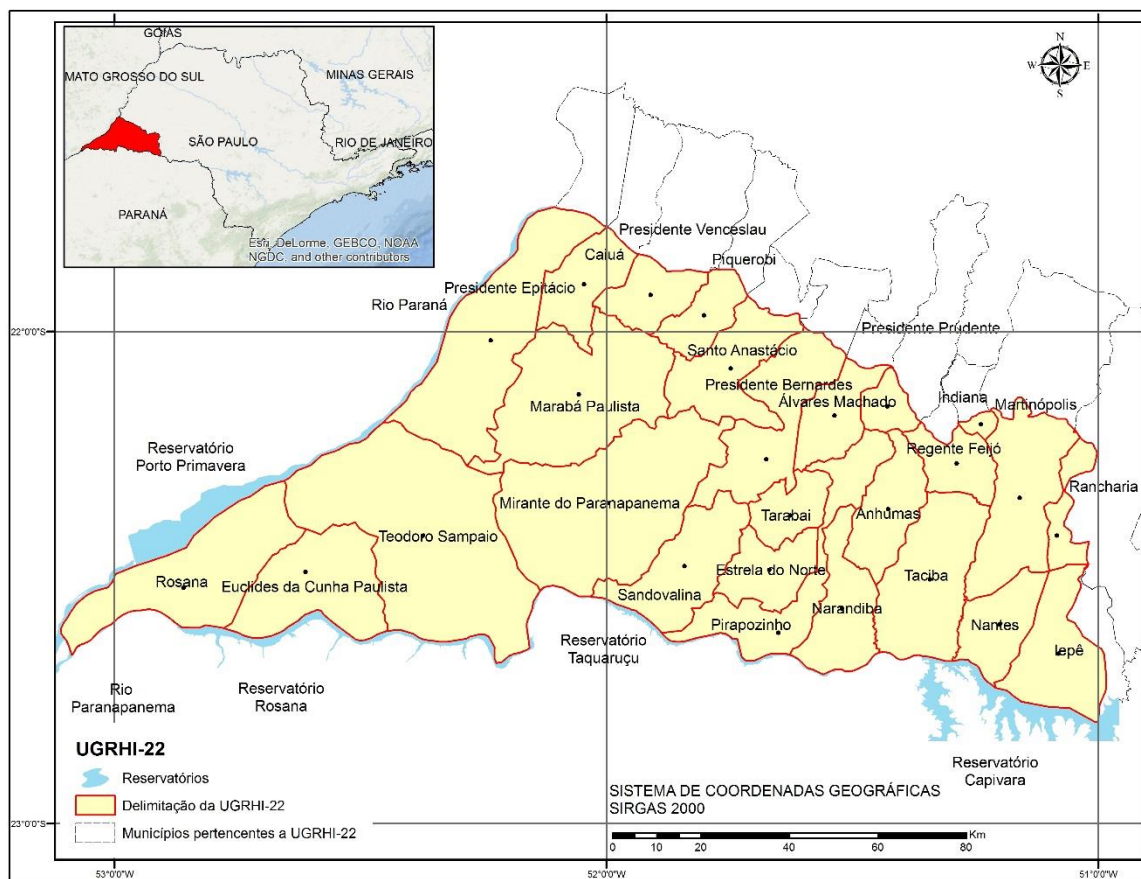 GOIÁS
MATO GROSSO DO SUL
MINAS GERAIS
SÃO PAULO
RIO DE JANEIRO
PARANÁ
Esri, DeLorme, GEBCO, NOAA
NGDC, and other contributors
N
W
E
S
Presidente Venceslau
Caiuá
Piquerobi
Presidente Epitácio
Rio Paraná
22°0'0"S
Presidente Prudente
Santo Anastácio
Presidente Bernardes
Álvares Machado
Indiana
Martinópolis
Marabá Paulista
Regente Feijó
Reservatório
Porto Primavera
Rancharia
Mirante do Paranapanema
Tarabai
Anhumas
Teodoro Sampaio
Rosana
Euclides da Cunha Paulista
Estrela do Norte
Taciba
Sandovalina
Narandiba
Pirapozinho
Nantes
Iepê
Reservatório
Taquaruçu
Rio
Paranapanema
Reservatório
Rosana
Reservatório
Capivara
UGRHI-22
Reservatórios
Delimitação da UGRHI-22
Municípios pertencentes a UGRHI-22
SISTEMA DE COORDENADAS GEOGRÁFICAS
SIRGAS 2000
Km
0 5 10 20 40 60 80
23°0'0"S
53°0'0"W
52°0'0"W
51°0'0"W